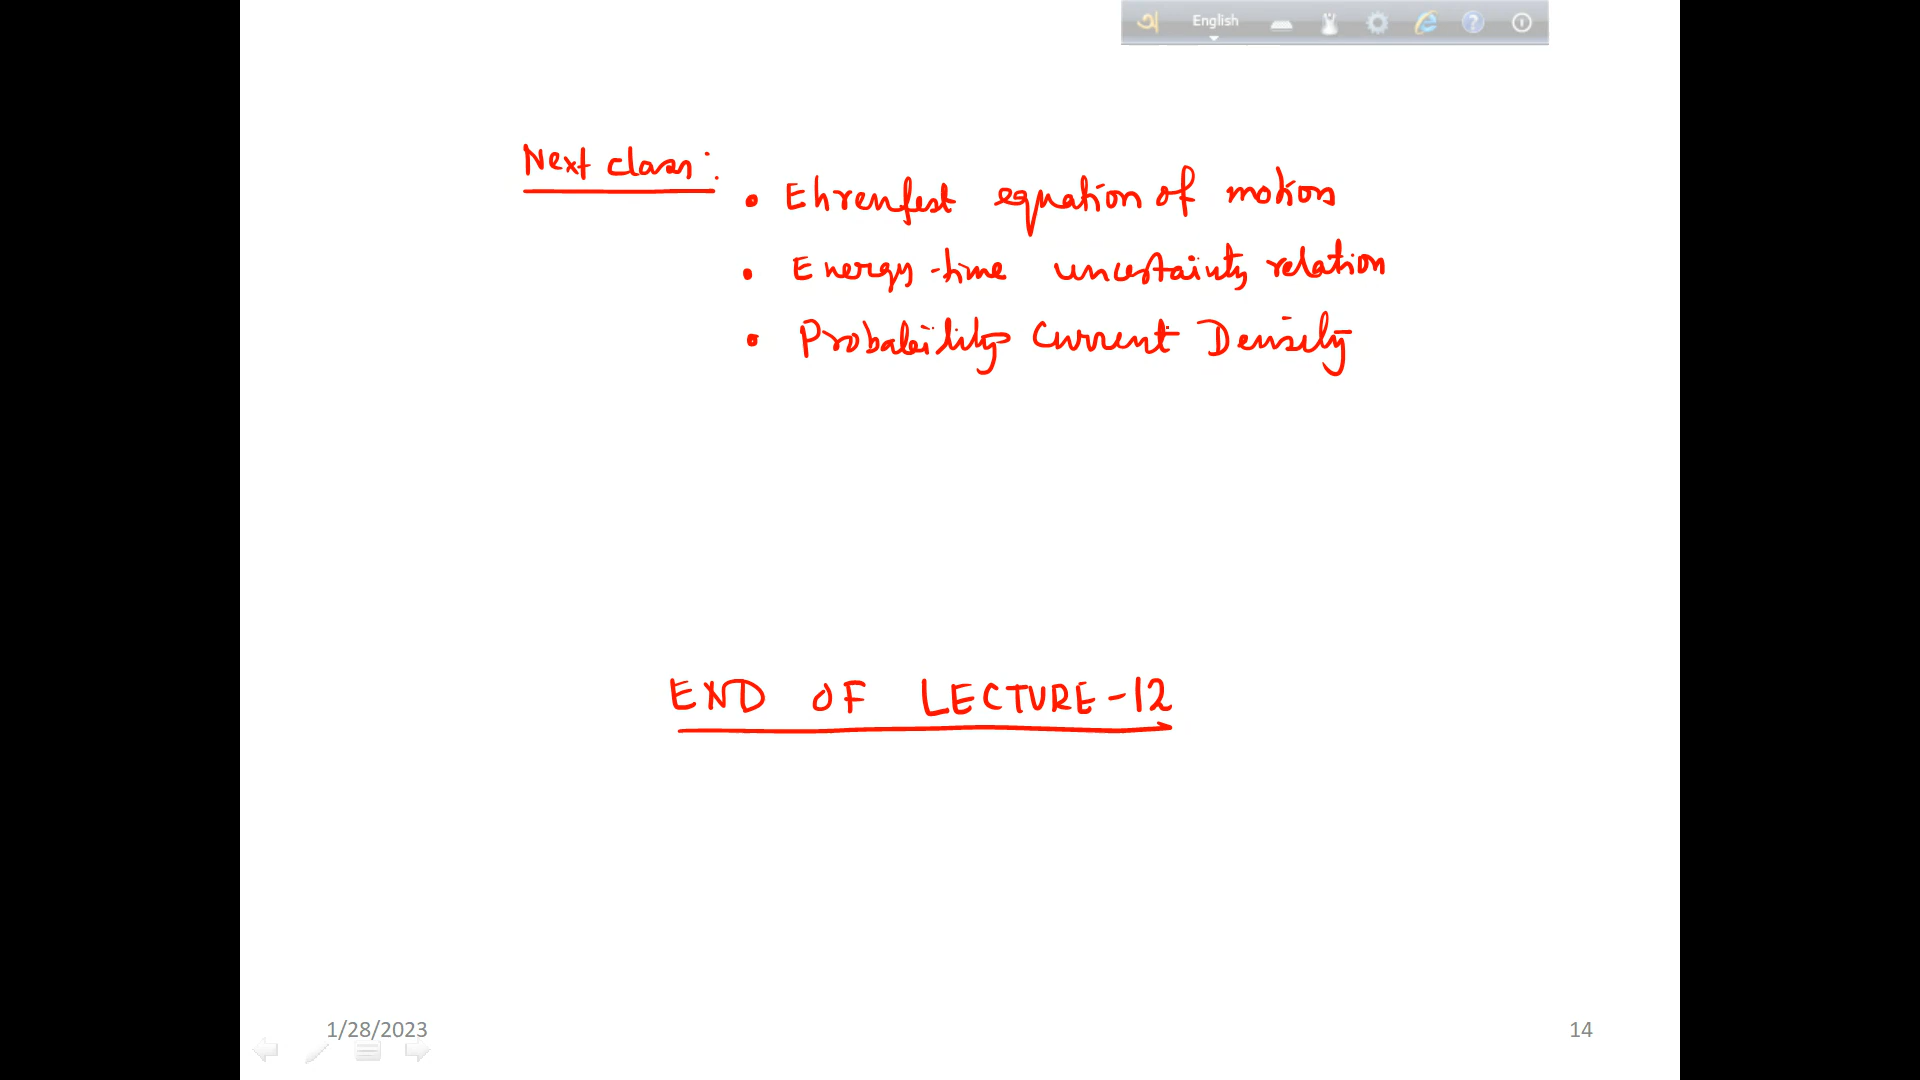 অ English
Next class:
• Ehrenfest equation of motion
• Energy-time uncertainty relation
• Probability Current Density
END OF LECTURE-12
1/28/2023
14